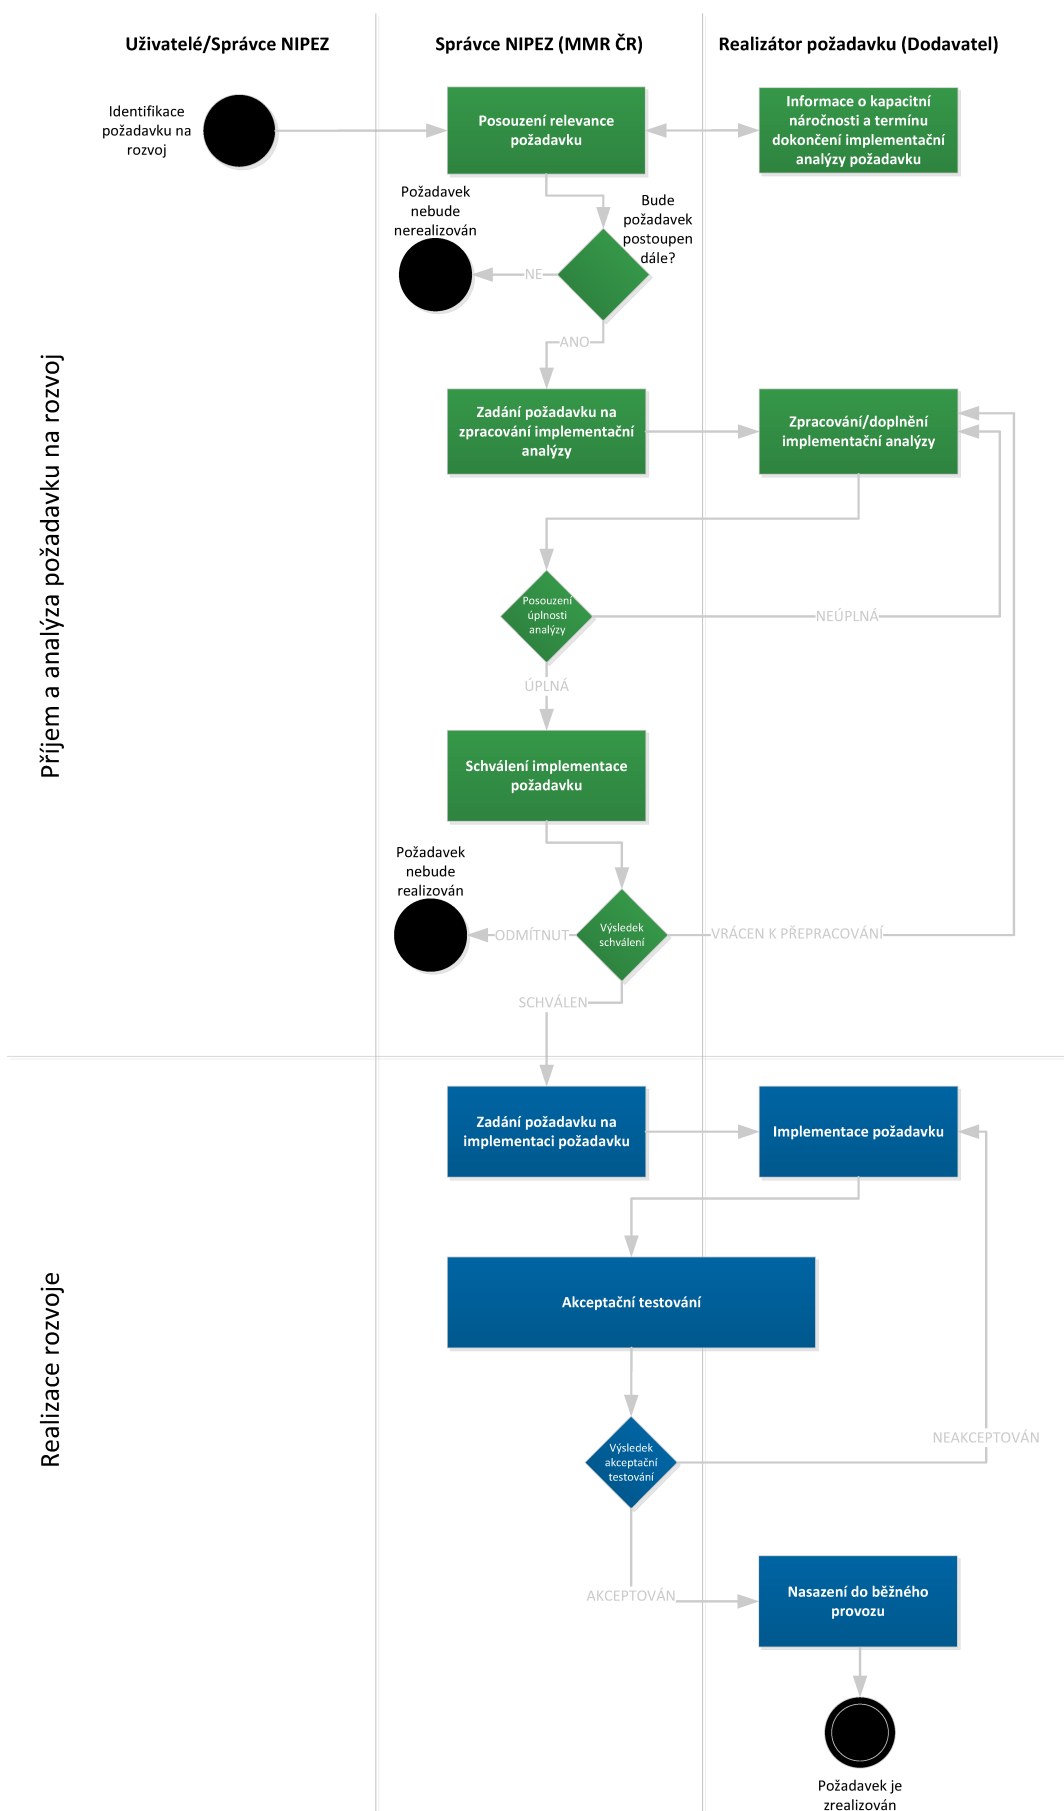 Uživatelé/Správce NIPEZ
Správce NIPEZ (MMR ČR)
Realizátor požadavku (Dodavatel)
Příjem a analýza požadavku na rozvoj
Identifikace
požadavku na
rozvoj
Posouzení relevance
požadavku
Informace o kapacitní
náročnosti a termínu
dokončení implementační
analýzy požadavku
Požadavek
nebude
nerealizován
Bude
požadavek
postoupen
dále?
NE
ANO
Zadání požadavku na
zpracování implementační
analýzy
Zpracování/doplnění
implementační analýzy
Posouzení
úplnosti
analýzy
NEÚPLNÁ
ÚPLNÁ
Schválení implementace
požadavku
Požadavek
nebude
realizován
ODMÍTNUT
Výsledek
schválení
VRÁCEN K PŘEPRACOVÁNÍ
SCHVÁLEN
Realizace rozvoje
Zadání požadavku na
implementaci požadavku
Implementace požadavku
Akceptační testování
Výsledek
akceptační
testování
NEAKCEPTOVÁN
AKCEPTOVÁN
Nasazení do běžného
provozu
Požadavek je
zrealizován